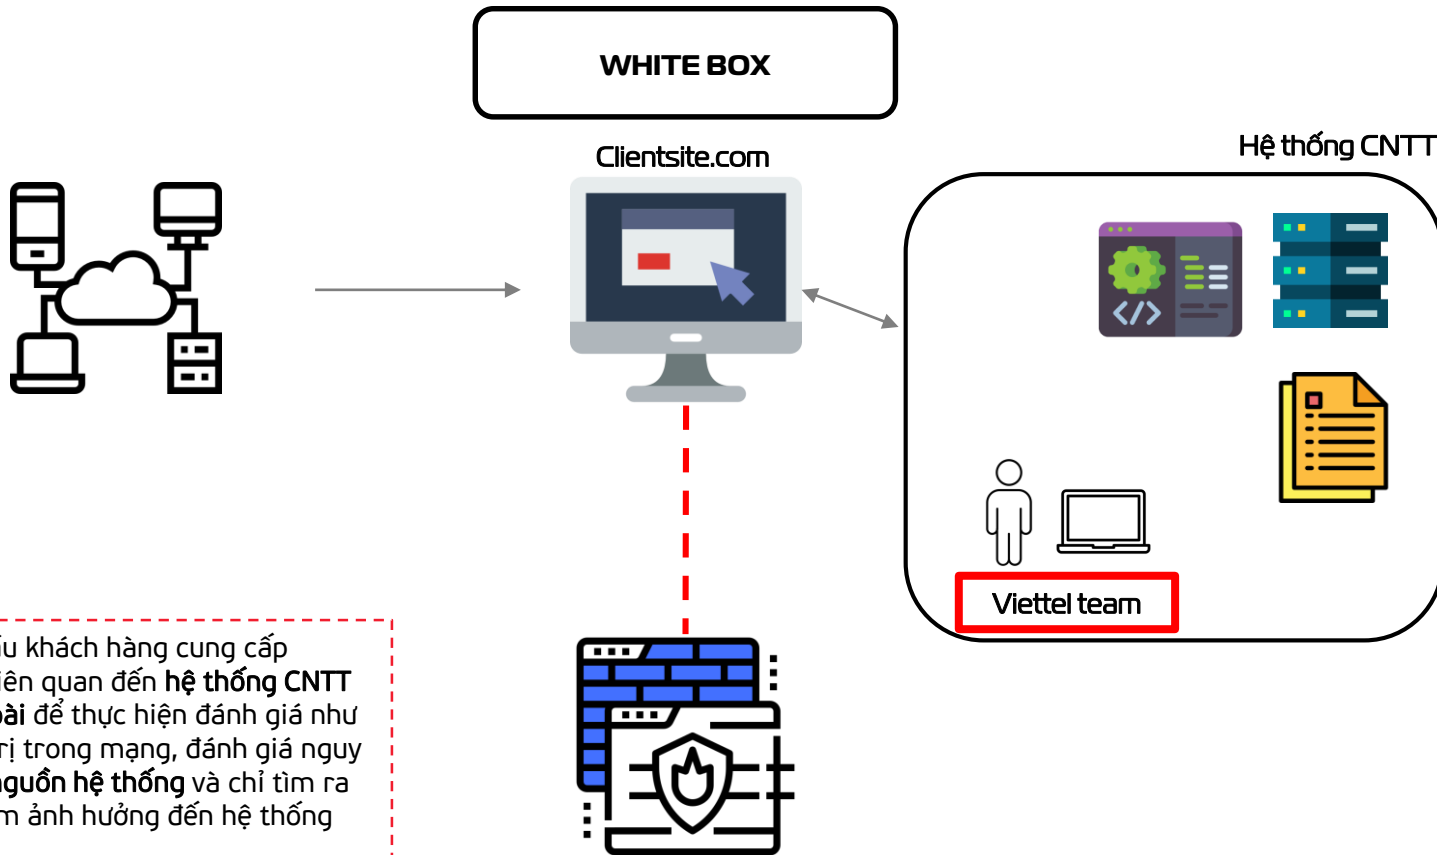 WHITE BOX
Clientsite.com
Hệ thống CNTT
Viettel team
khách hàng cung cấp
quan đến hệ thống CNTT
để thực hiện đánh giá như
trong mạng, đánh giá nguy
hệ thống và chỉ tìm ra
ảnh hưởng đến hệ thống